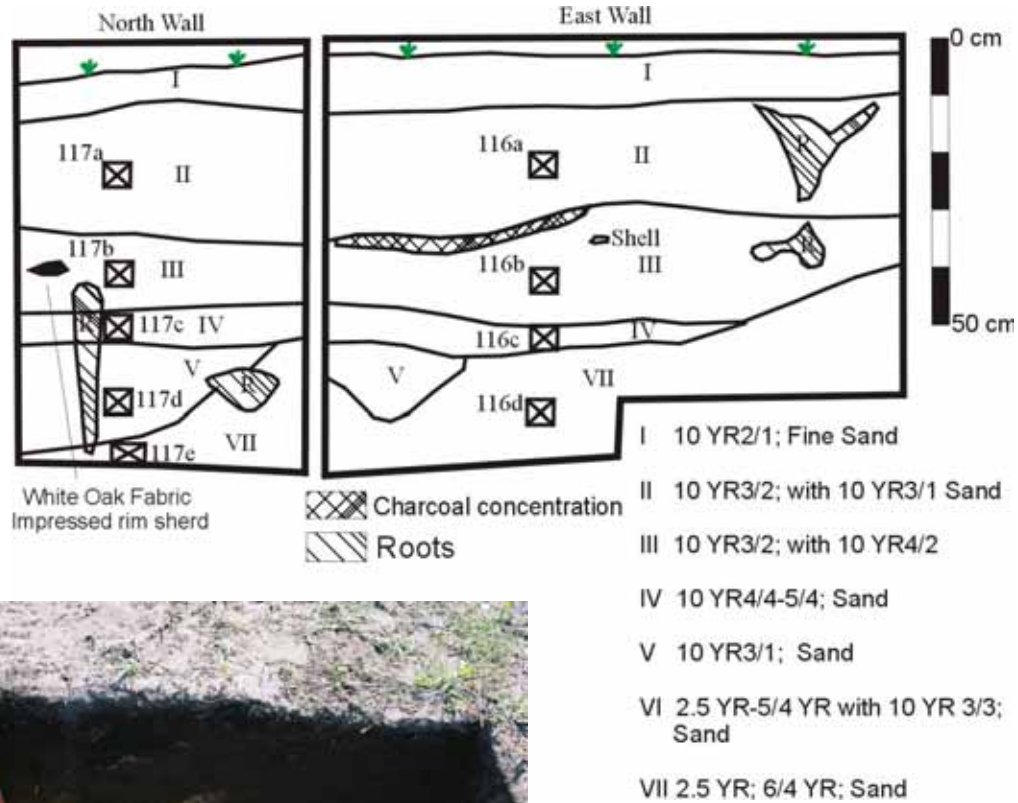 North Wall
I
117a
II
117b
III
R
117c
IV
V
117d
R
VII
117e
White Oak Fabric
Impressed rim sherd
East Wall
I
116a
II
R
Shell
116b
III
R
IV
116c
V
VII
116d
0 cm
50 cm
Charcoal concentration
Roots
I 10 YR2/1; Fine Sand
II 10 YR3/2; with 10 YR3/1 Sand
III 10 YR3/2; with 10 YR4/2
IV 10 YR4/4-5/4; Sand
V 10 YR3/1; Sand
VI 2.5 YR-5/4 YR with 10 YR 3/3;
Sand
VII 2.5 YR; 6/4 YR; Sand